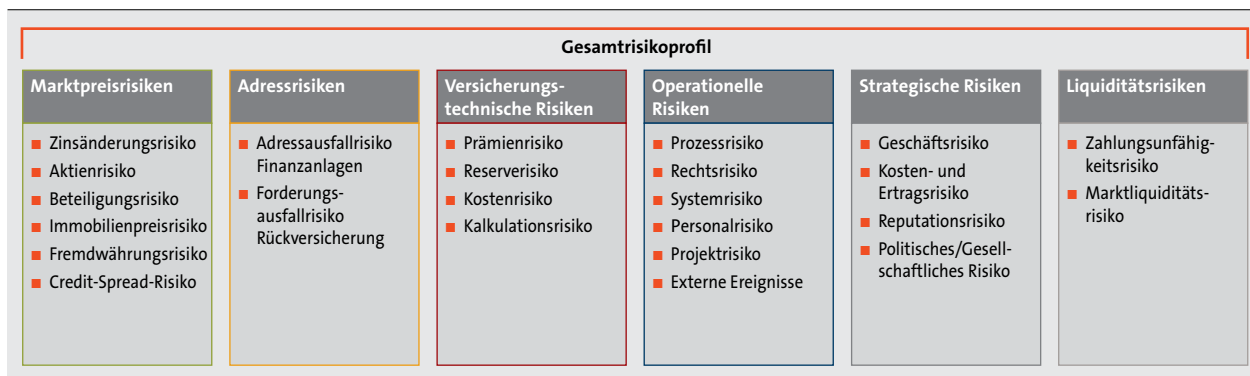 Gesamtrisikoprofil
Marktpreisrisiken
■ Zinsänderungsrisiko
■ Aktienrisiko
■ Beteiligungsrisiko
■ Immobilienpreisrisiko
■ Fremdwährungsrisiko
■ Credit-Spread-Risiko
Adressrisiken
■ Adressausfallrisiko
Finanzanlagen
■ Forderungs-
ausfallrisiko
Rückversicherung
Versicherungs-
technische Risiken
■ Prämienrisiko
■ Reserverisiko
■ Kostenrisiko
■ Kalkulationsrisiko
Operationelle
Risiken
■ Prozessrisiko
■ Rechtsrisiko
■ Systemrisiko
■ Personalrisiko
■ Projektrisiko
■ Externe Ereignisse
Strategische Risiken
■ Geschäftsrisiko
■ Kosten- und
Ertragsrisiko
■ Reputationsrisiko
■ Politisches/Gesell-
schaftliches Risiko
Liquiditätsrisiken
■ Zahlungsunfähig-
keitsrisiko
■ Marktliquiditäts-
risiko